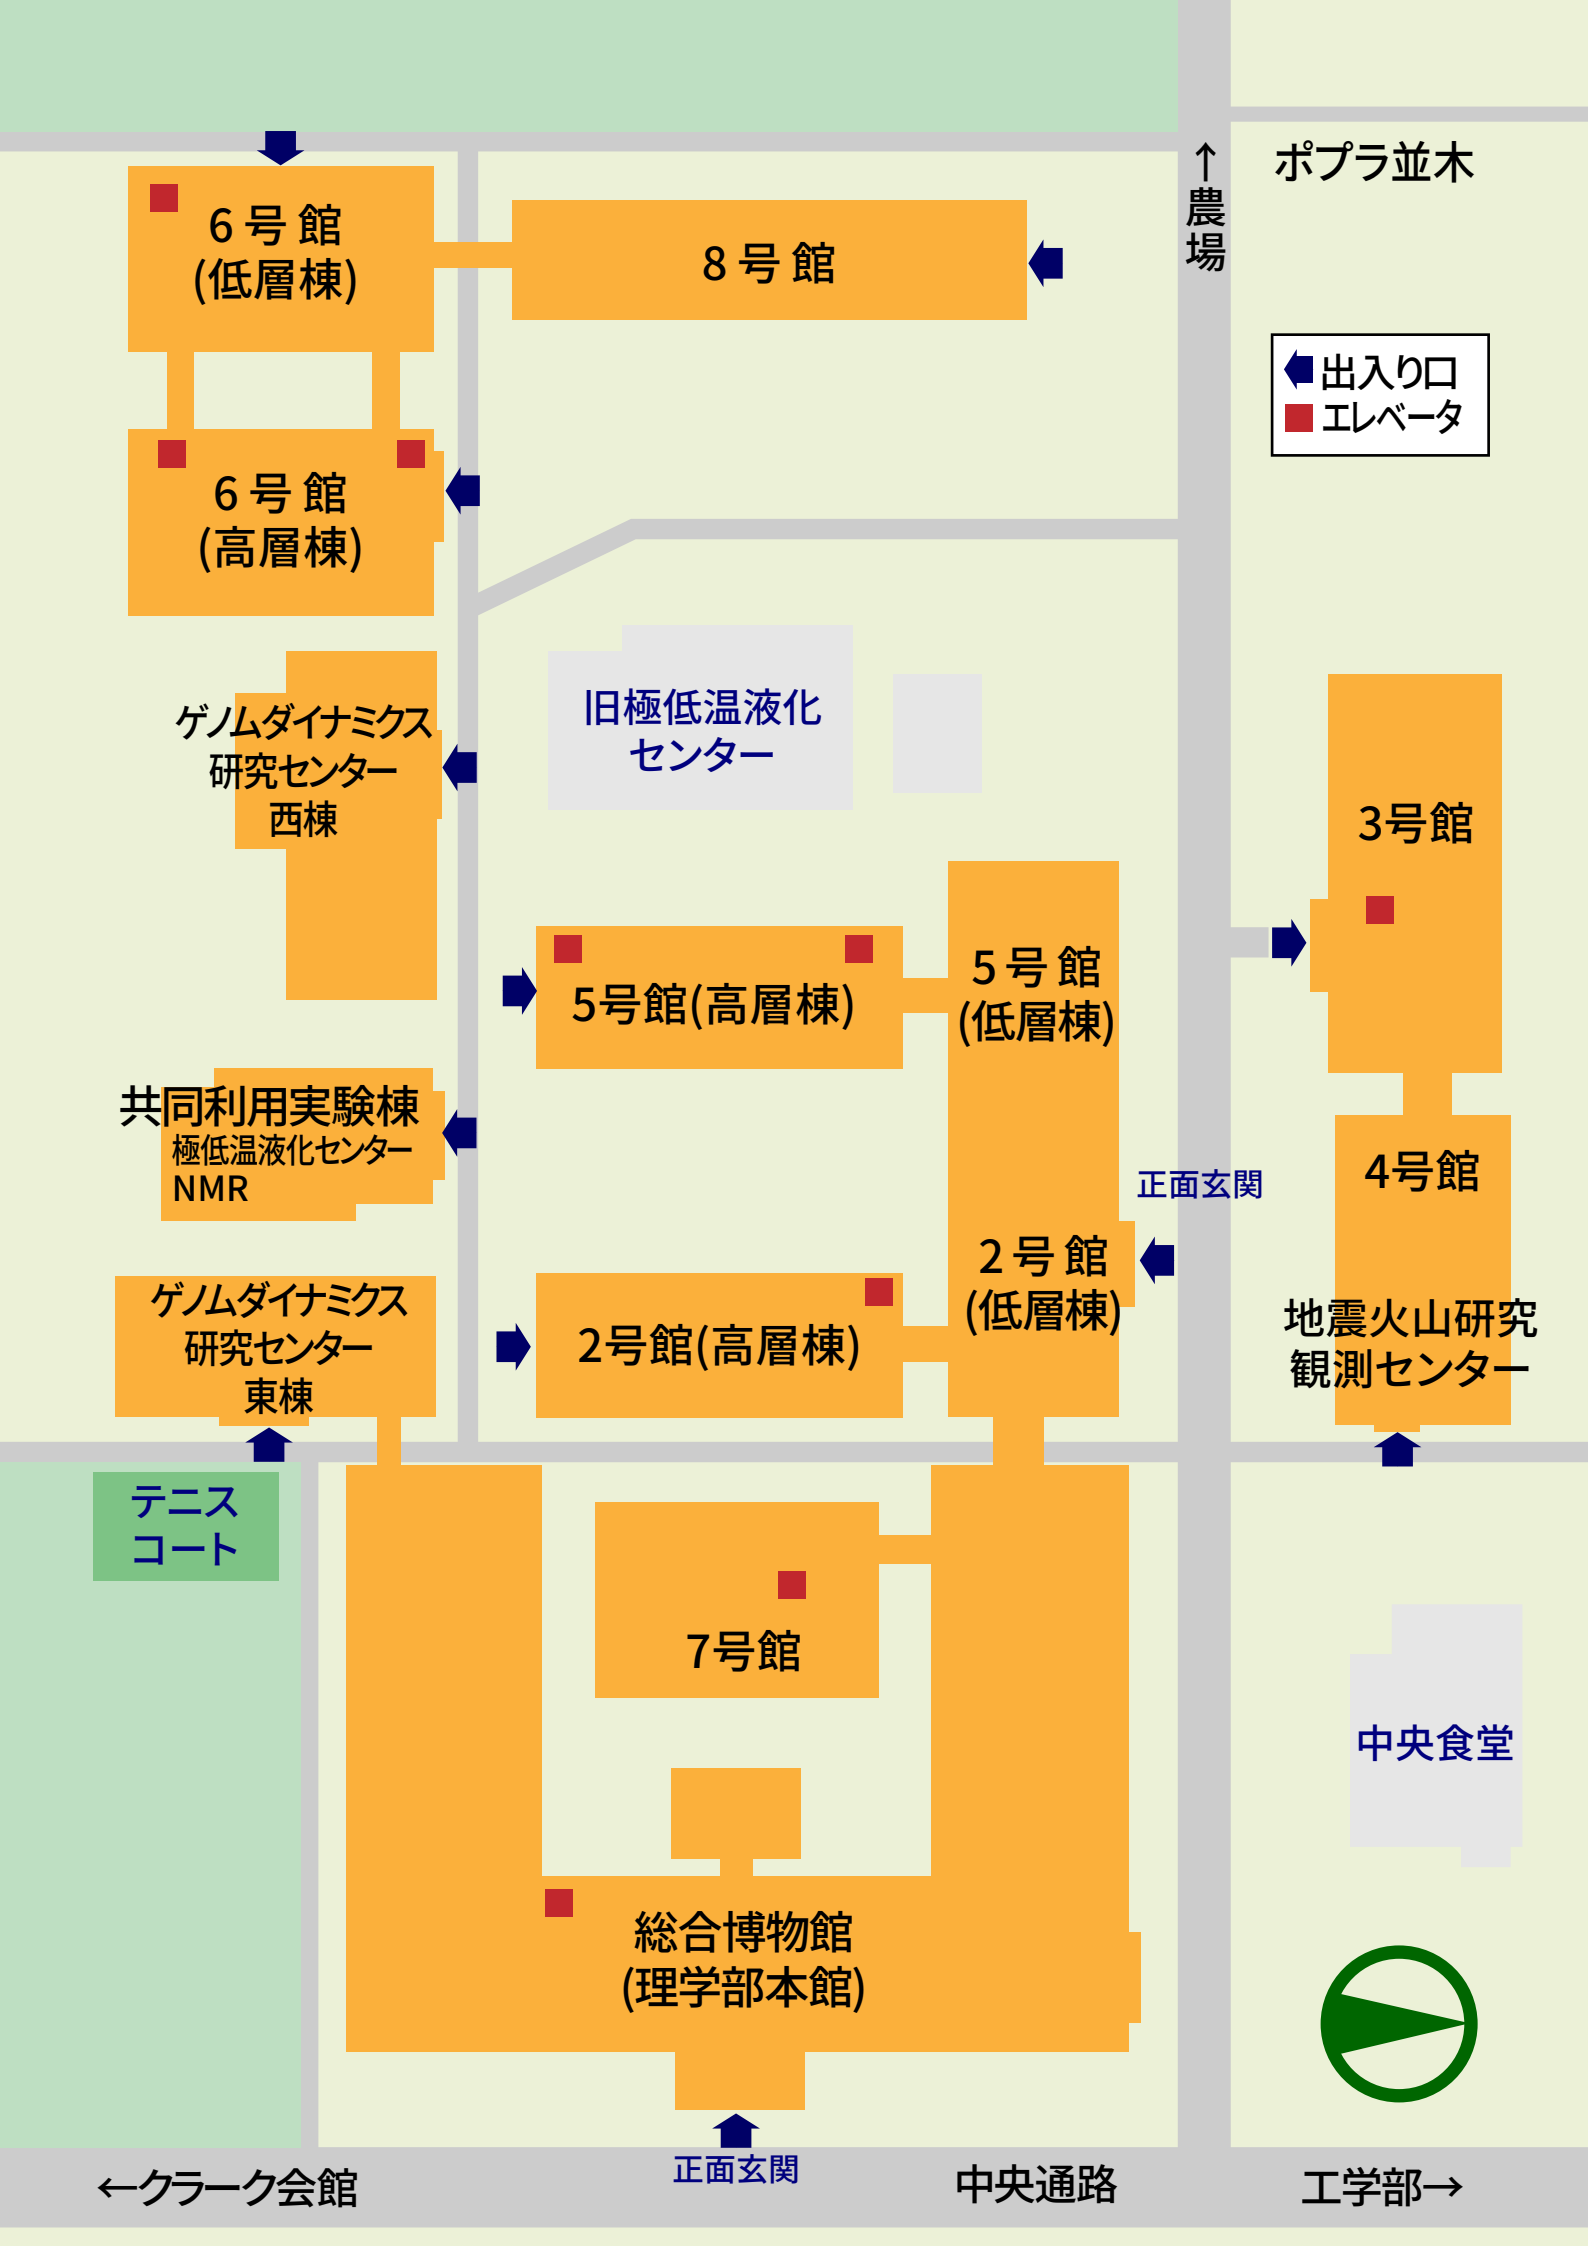 ポプラ並木
↑農場
6号館
(低層棟)
8号館
出入り口
エレベータ
6号館
(高層棟)
ゲノムダイナミクス
研究センター
西棟
旧極低温液化
センター
3号館
5号館(高層棟)
5号館
(低層棟)
共同利用実験棟
極低温液化センター
NMR
正面玄関
4号館
2号館
(低層棟)
ゲノムダイナミクス
研究センター
東棟
2号館(高層棟)
地震火山研究
観測センター
テニス
コート
7号館
中央食堂
総合博物館
(理学部本館)
正面玄関
←クラーク会館
中央通路
工学部→